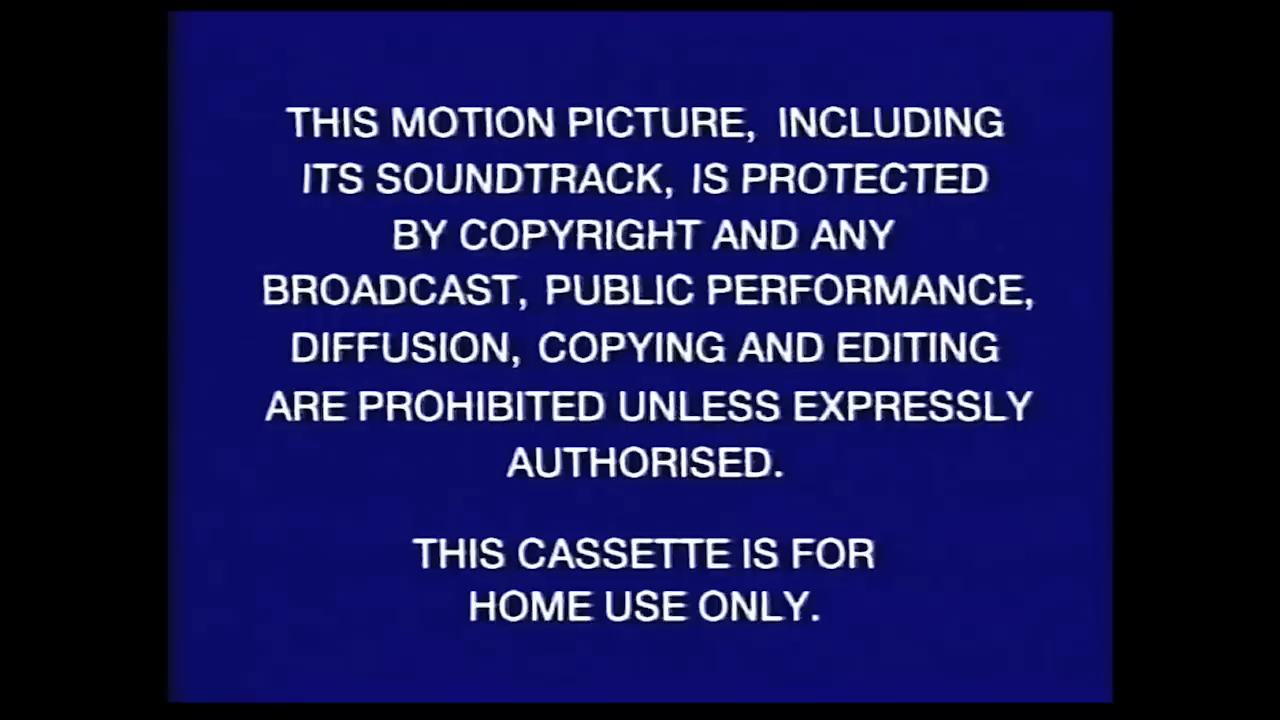 THIS MOTION PICTURE, INCLUDING
ITS SOUNDTRACK, IS PROTECTED
BY COPYRIGHT AND ANY
BROADCAST, PUBLIC PERFORMANCE,
DIFFUSION, COPYING AND EDITING
ARE PROHIBITED UNLESS EXPRESSLY
AUTHORISED.
THIS CASSETTE IS FOR
HOME USE ONLY.